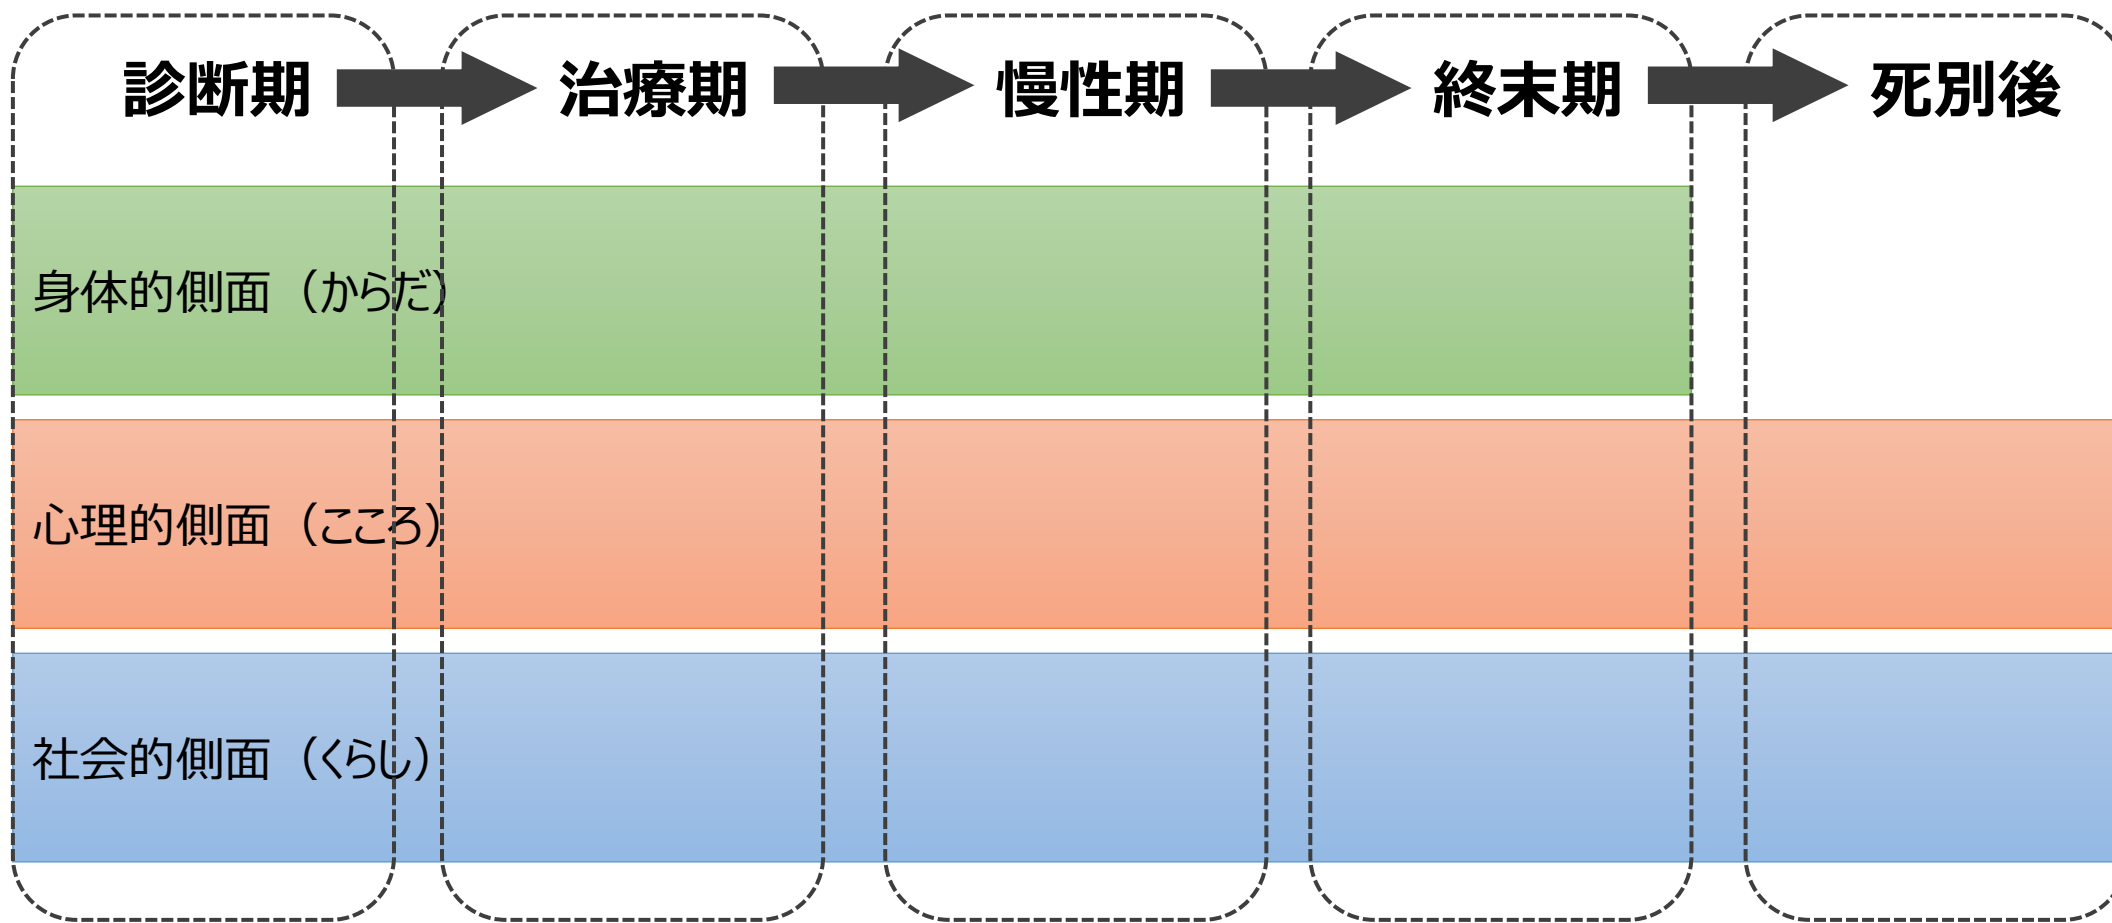 診断期 治療期 慢性期 終末期 死別後
身体的側面（からだ）
心理的側面（こころ）
社会的側面（くらし）